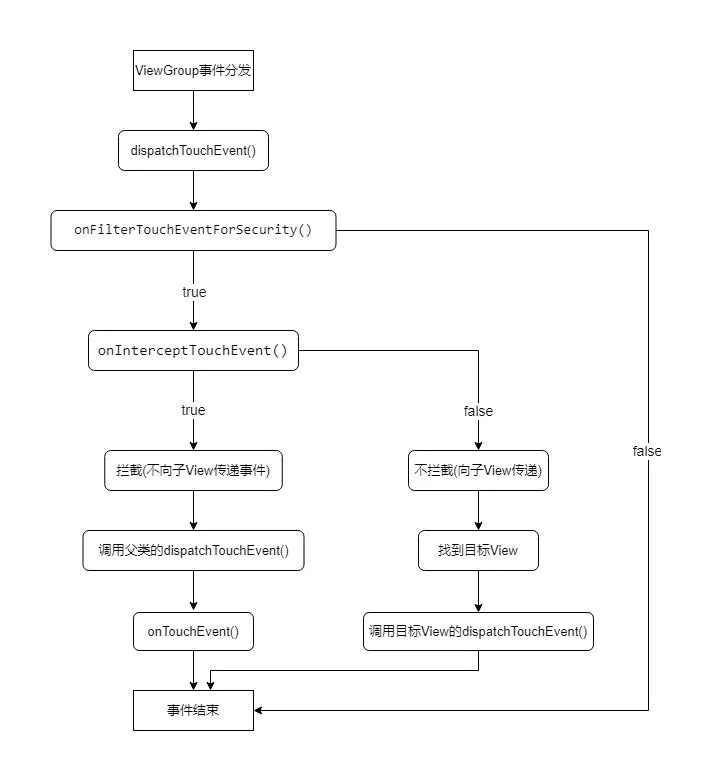 ViewGroup事件分发
dispatchTouchEvent()
onFilterTouchEventForSecurity()
true
onInterceptTouchEvent()
true
false
false
拦截(不向子View传递事件)
不拦截(向子View传递)
调用父类的dispatchTouchEvent()
找到目标View
onTouchEvent()
调用目标View的dispatchTouchEvent()
事件结束